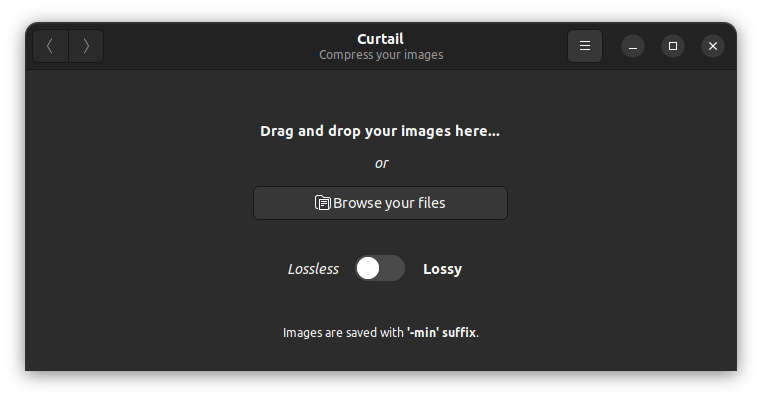 Curtail
Compress your images
Drag and drop your images here...
or
Browse your files
Lossless Lossy
Images are saved with '-min' suffix.